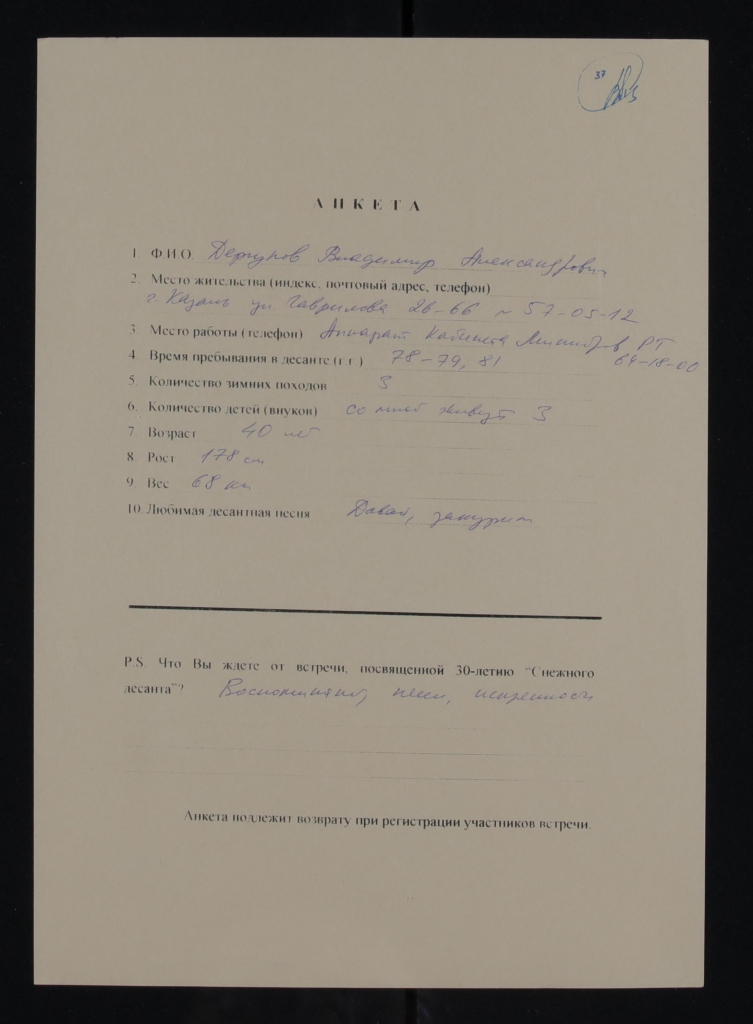 37
АНКЕТА
1. Ф.И.О. Дергунов Владимир Александрович
2. Место жительства (индекс, почтовый адрес, телефон)
г. Казань ул Гаврилова 26-66 57-05-12
3. Место работы (телефон) Аппарат Кабинета Министров РТ
64-18-00
4. Время пребывания в десанте (г.г.) 78-79, 81
5. Количество зимних походов 3
6. Количество детей (внуков) со мной живут 3
7. Возраст 40 лет
8. Рост 178 см
9. Вес 68 кг
10. Любимая десантная песня Давай, закурим
P.S. Что Вы ждете от встречи, посвященной 30-летию "Снежного
десанта"? Воспоминаний, песен, искренности
Анкета подлежит возврату при регистрации участников встречи.